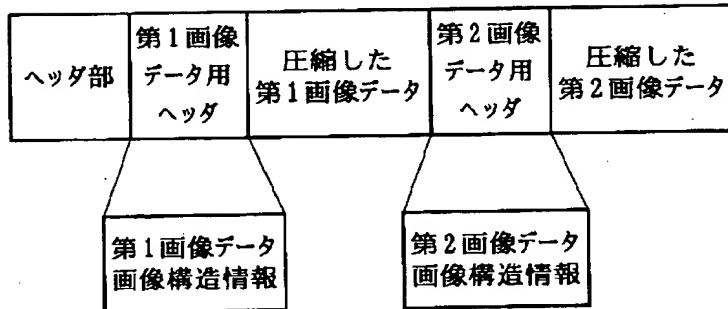 ヘッダ部
第1画像
データ用
ヘッダ
圧縮した
第1画像データ
第2画像
データ用
ヘッダ
圧縮した
第2画像データ
第1画像データ
画像構造情報
第2画像データ
画像構造情報